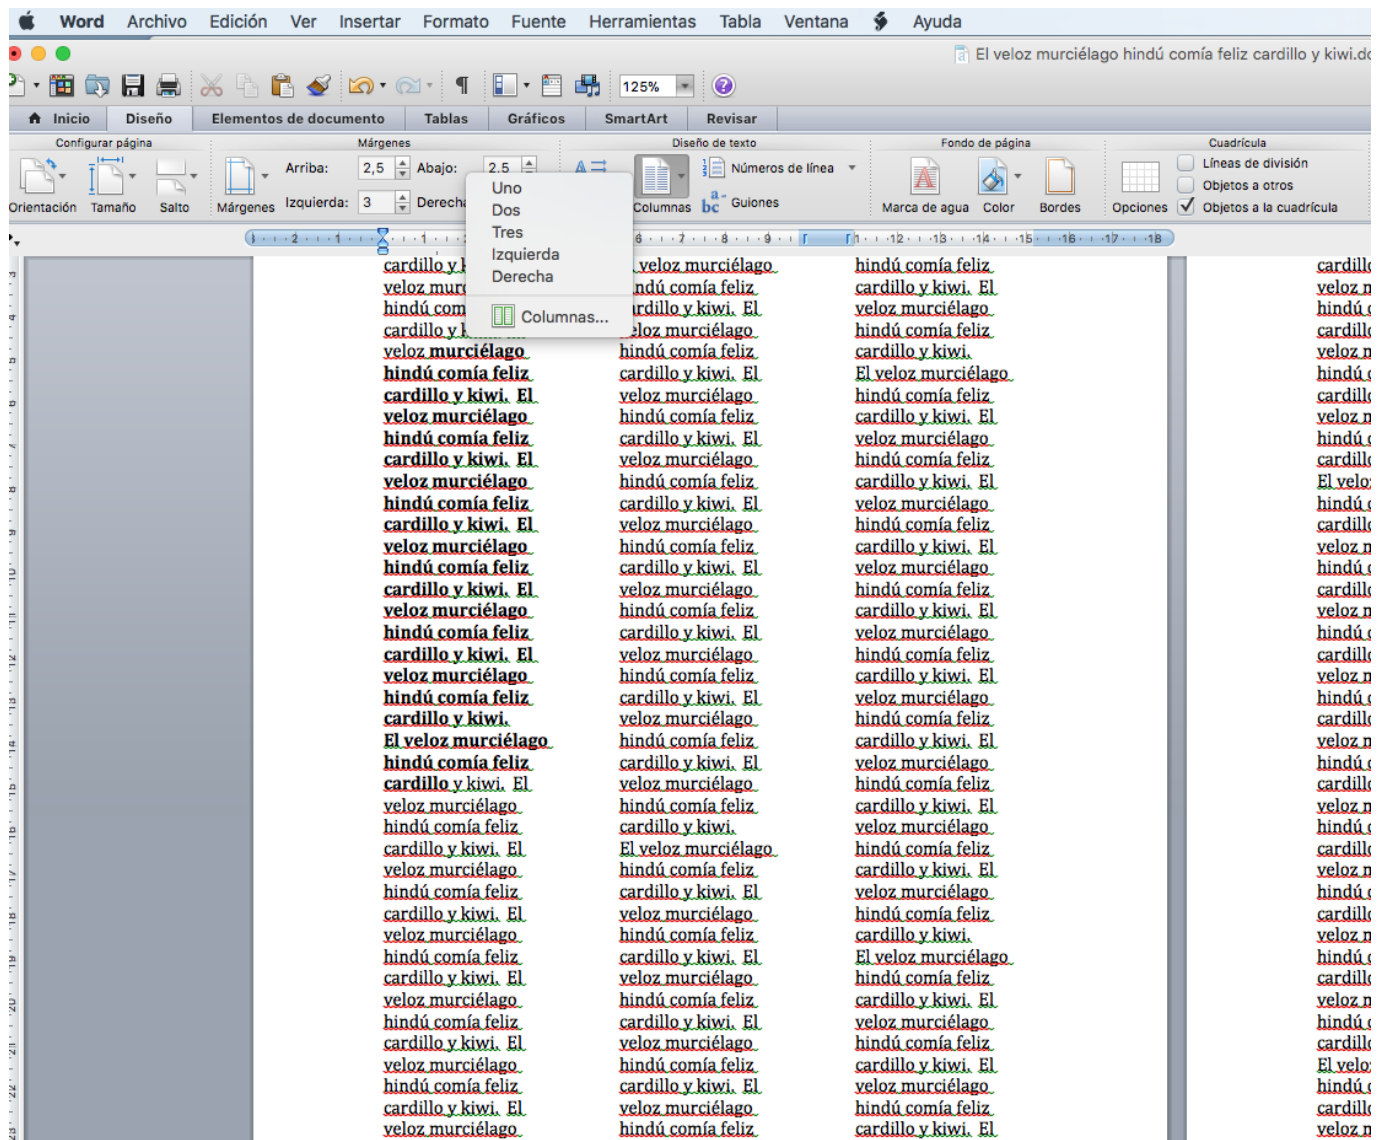 Word Archivo Edición Ver Insertar Formato Fuente Herramientas Tabla Ventana Ayuda
El veloz murciélago hindú comía feliz cardillo y kiwi.do
125%
Inicio Diseño Elementos de documento Tablas Gráficos SmartArt Revisar
Configurar página Márgenes Diseño de texto Fondo de página Cuadrícula
Orientación Tamaño Salto
Márgenes
Arriba: 2,5 Abajo: 2,5
Izquierda: 3 Derecha
Columnas
Números de línea
Guiones
Marca de agua Color Bordes
Opciones
Líneas de división
Objetos a otros
Objetos a la cuadrícula
Uno
Dos
Tres
Izquierda
Derecha
Columnas...
cardillo y
veloz murc
hindú com
cardillo y
veloz murciélago
hindú comía feliz
cardillo y kiwi. El
veloz murciélago
hindú comía feliz
cardillo y kiwi. El
veloz murciélago
hindú comía feliz
cardillo y kiwi. El
veloz murciélago
hindú comía feliz
cardillo y kiwi. El
veloz murciélago
hindú comía feliz
cardillo y kiwi. El
veloz murciélago
hindú comía feliz
cardillo y kiwi.
El veloz murciélago
hindú comía feliz
cardillo y kiwi. El
veloz murciélago
hindú comía feliz
cardillo y kiwi. El
veloz murciélago
hindú comía feliz
cardillo y kiwi. El
veloz murciélago
hindú comía feliz
cardillo y kiwi. El
veloz murciélago
hindú comía feliz
cardillo y kiwi. El
veloz murciélago
hindú comía feliz
cardillo y kiwi. El
veloz murciélago
veloz murciélago
ndú comía feliz
rdillo y kiwi. El
eloz murciélago
hindú comía feliz
cardillo y kiwi. El
veloz murciélago
hindú comía feliz
cardillo y kiwi. El
veloz murciélago
hindú comía feliz
cardillo y kiwi. El
veloz murciélago
hindú comía feliz
cardillo y kiwi. El
veloz murciélago
hindú comía feliz
cardillo y kiwi. El
veloz murciélago
hindú comía feliz
cardillo y kiwi. El
veloz murciélago
hindú comía feliz
cardillo y kiwi. El
veloz murciélago
hindú comía feliz
cardillo y kiwi.
El veloz murciélago
hindú comía feliz
cardillo y kiwi. El
veloz murciélago
hindú comía feliz
cardillo y kiwi. El
veloz murciélago
hindú comía feliz
cardillo y kiwi. El
veloz murciélago
hindú comía feliz
cardillo y kiwi. El
veloz murciélago
hindú comía feliz
hindú comía feliz
cardillo y kiwi. El
veloz murciélago
hindú comía feliz
cardillo y kiwi.
El veloz murciélago
hindú comía feliz
cardillo y kiwi. El
veloz murciélago
hindú comía feliz
cardillo y kiwi. El
veloz murciélago
hindú comía feliz
cardillo y kiwi. El
veloz murciélago
hindú comía feliz
cardillo y kiwi. El
veloz murciélago
hindú comía feliz
cardillo y kiwi. El
veloz murciélago
hindú comía feliz
cardillo y kiwi. El
veloz murciélago
hindú comía feliz
cardillo y kiwi. El
veloz murciélago
hindú comía feliz
cardillo y kiwi. El
veloz murciélago
hindú comía feliz
cardillo y kiwi.
El veloz murciélago
hindú comía feliz
cardillo y kiwi. El
veloz murciélago
hindú comía feliz
cardillo y kiwi. El
veloz murciélago
hindú comía feliz
cardillo y kiwi. El